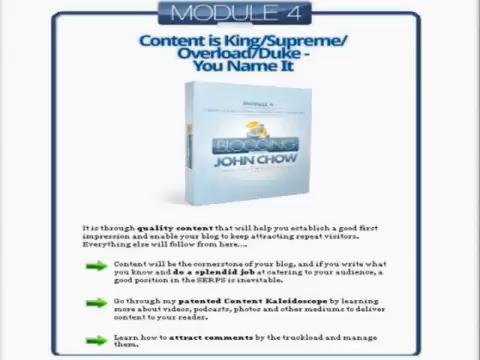 MODULE 4
Content is King/Supreme/
Overload/Duke -
You Name It
MODULE 4
BLOGGING
JOHN CHOW
It is through quality content that will help you establish a good first
impression and enable your blog to keep attracting repeat visitors.
Everything else will follow from here....
Content will be the cornerstone of your blog, and if you write what
you know and do a splendid job at catering to your audience, a
good position in the SERPS is inevitable.
Go through my patented Content Kaleidoscope by learning
more about videos, podcasts, photos and other mediums to deliver
content to your reader.
Learn how to attract comments by the truckload and manage
them.